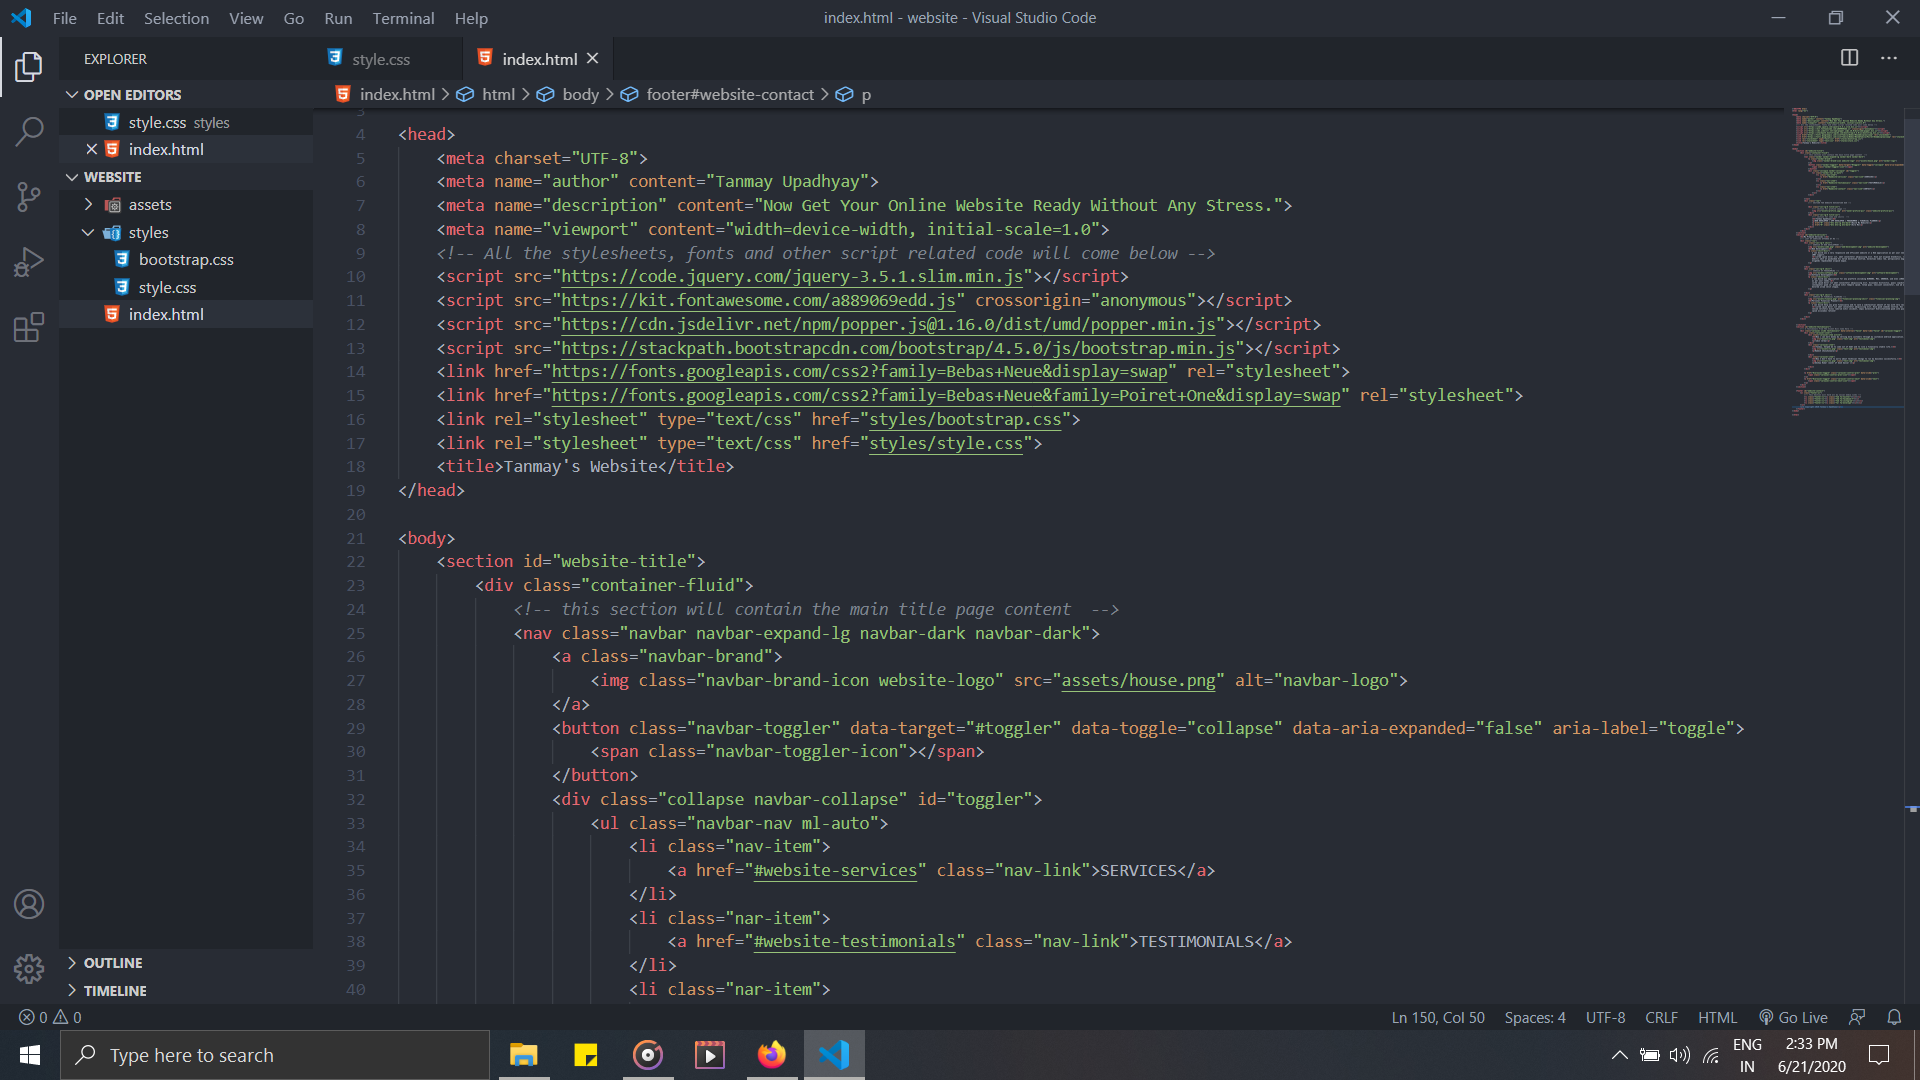 File Edit Selection View Go Run Terminal Help
index.html - website - Visual Studio Code
EXPLORER
style.css
index.html
OPEN EDITORS
style.css styles
index.html
WEBSITE
assets
styles
bootstrap.css
style.css
index.html
OUTLINE
TIMELINE
index.html > html > body > footer#website-contact > p
3
4 <head>
5 <meta charset="UTF-8">
6 <meta name="author" content="Tanmay Upadhyay">
7 <meta name="description" content="Now Get Your Online Website Ready Without Any Stress.">
8 <meta name="viewport" content="width=device-width, initial-scale=1.0">
9 <!-- All the stylesheets, fonts and other script related code will come below -->
10 <script src="https://code.jquery.com/jquery-3.5.1.slim.min.js"></script>
11 <script src="https://kit.fontawesome.com/a889069edd.js" crossorigin="anonymous"></script>
12 <script src="https://cdn.jsdelivr.net/npm/popper.js@1.16.0/dist/umd/popper.min.js"></script>
13 <script src="https://stackpath.bootstrapcdn.com/bootstrap/4.5.0/js/bootstrap.min.js"></script>
14 <link href="https://fonts.googleapis.com/css2?family=Bebas+Neue&display=swap" rel="stylesheet">
15 <link href="https://fonts.googleapis.com/css2?family=Bebas+Neue&family=Poiret+One&display=swap" rel="stylesheet">
16 <link rel="stylesheet" type="text/css" href="styles/bootstrap.css">
17 <link rel="stylesheet" type="text/css" href="styles/style.css">
18 <title>Tanmay's Website</title>
19 </head>
20
21 <body>
22 <section id="website-title">
23 <div class="container-fluid">
24 <!-- this section will contain the main title page content  -->
25 <nav class="navbar navbar-expand-lg navbar-dark navbar-dark">
26 <a class="navbar-brand">
27 <img class="navbar-brand-icon website-logo" src="assets/house.png" alt="navbar-logo">
28 </a>
29 <button class="navbar-toggler" data-target="#toggler" data-toggle="collapse" data-aria-expanded="false" aria-label="toggle">
30 <span class="navbar-toggler-icon"></span>
31 </button>
32 <div class="collapse navbar-collapse" id="toggler">
33 <ul class="navbar-nav ml-auto">
34 <li class="nav-item">
35 <a href="#website-services" class="nav-link">SERVICES</a>
36 </li>
37 <li class="nar-item">
38 <a href="#website-testimonials" class="nav-link">TESTIMONIALS</a>
39 </li>
40 <li class="nar-item">
0 0
Ln 150, Col 50 Spaces: 4 UTF-8 CRLF HTML Go Live
Type here to search
ENG
IN
2:33 PM
6/21/2020